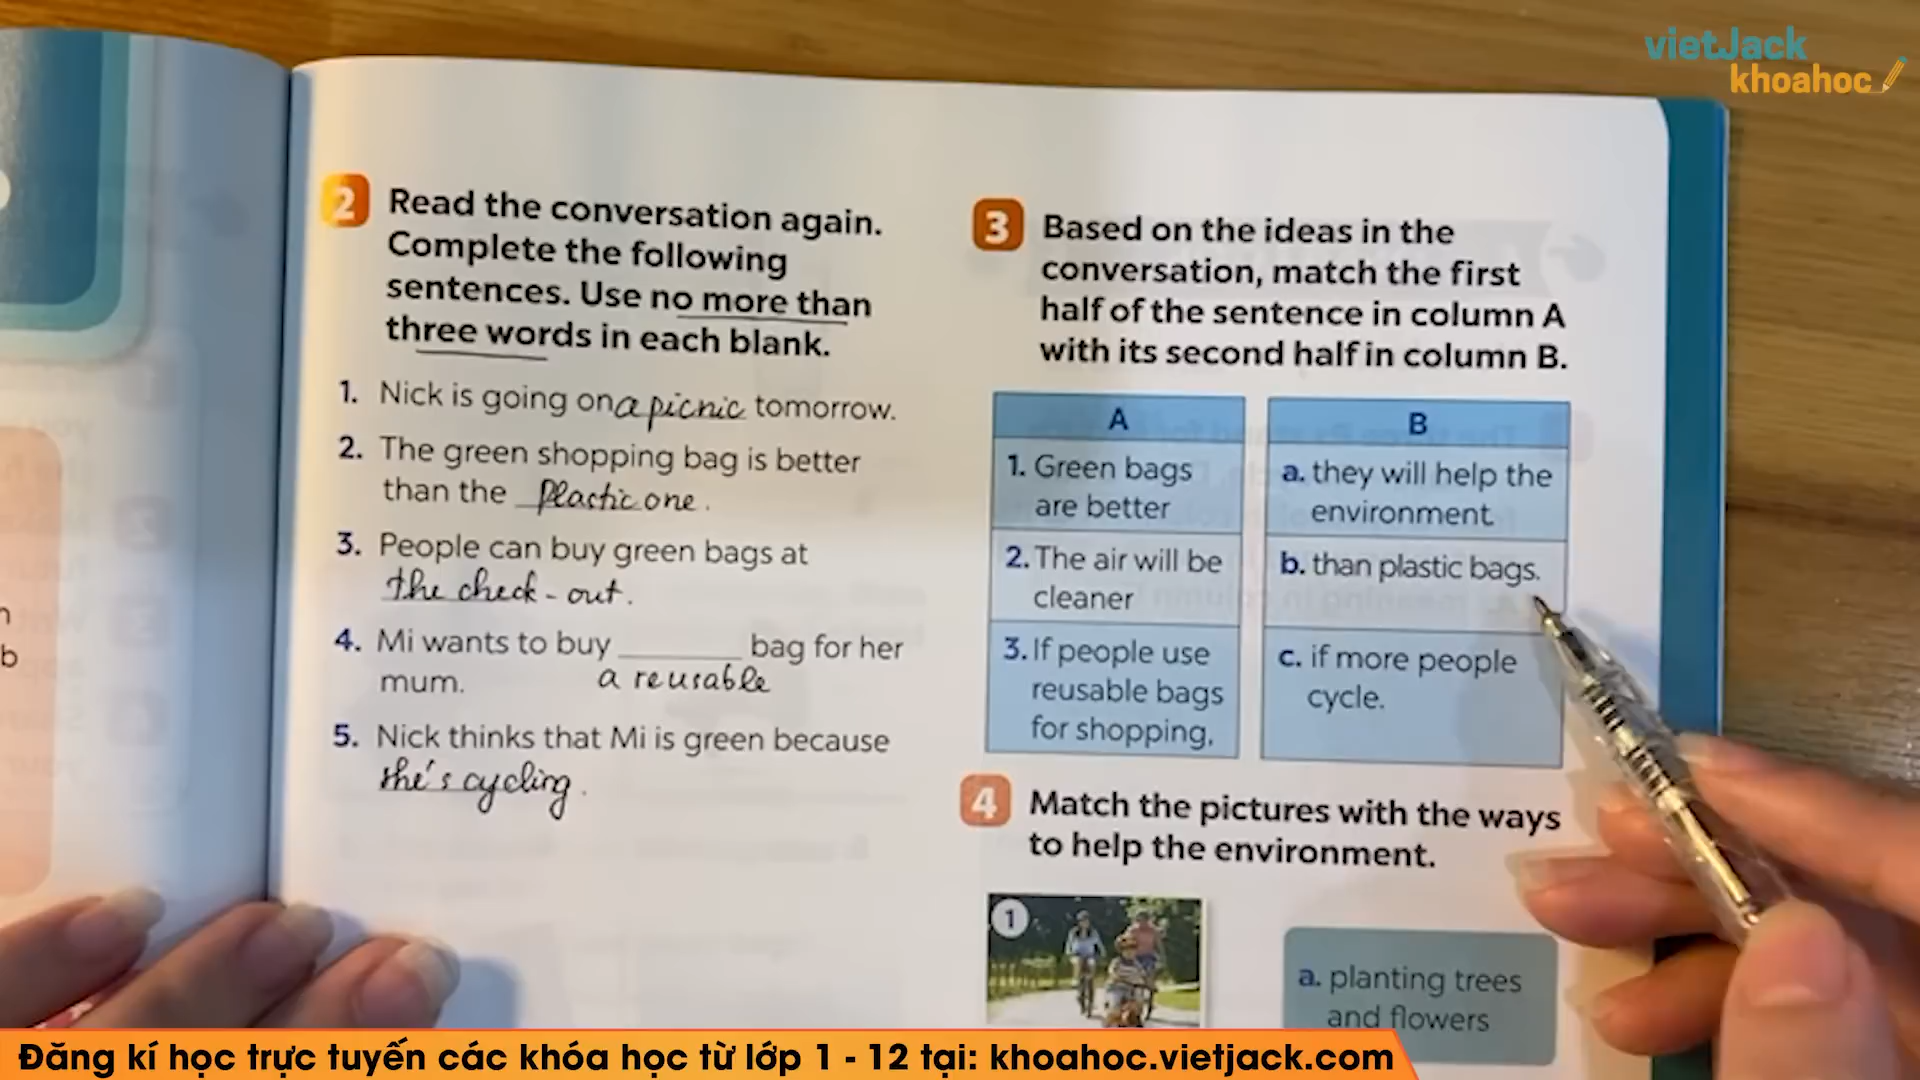 vietJack
khoahoc
2 Read the conversation again.
Complete the following
sentences. Use no more than
three words in each blank.
1. Nick is going on a picnic tomorrow.
2. The green shopping bag is better
than the plastic one.
3. People can buy green bags at
the check-out.
4. Mi wants to buy ______ bag for her
mum. a reusable
5. Nick thinks that Mi is green because
she's cycling.
3 Based on the ideas in the
conversation, match the first
half of the sentence in column A
with its second half in column B.
A
1. Green bags
are better
2. The air will be
cleaner
3. If people use
reusable bags
for shopping,
B
a. they will help the
environment.
b. than plastic bags.
c. if more people
cycle.
4 Match the pictures with the ways
to help the environment.
1
a. planting trees
and flowers
Đăng kí học trực tuyến các khóa học từ lớp 1 - 12 tại: khoahoc.vietjack.com